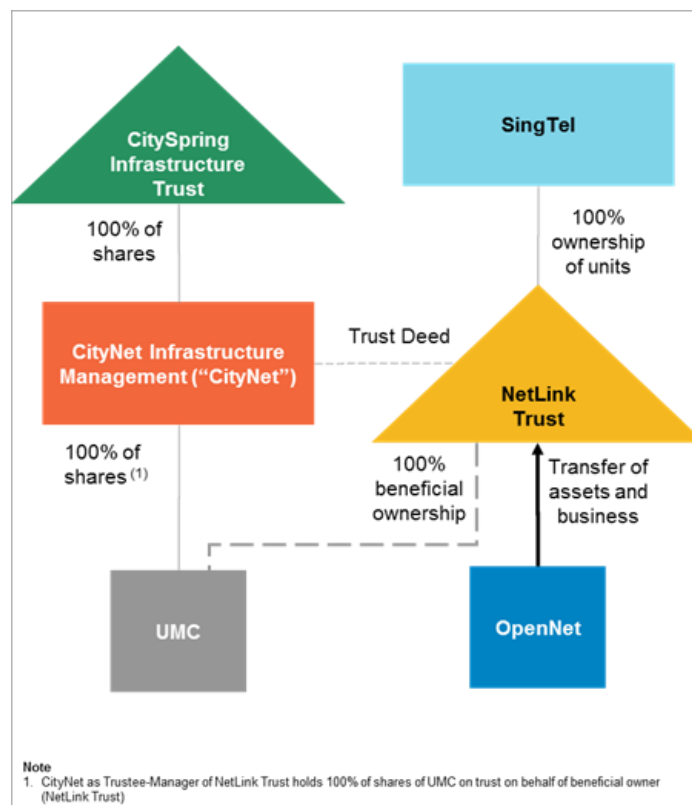 CitySpring
Infrastructure
Trust
SingTel
100% of
shares
100%
ownership
of units
CityNet Infrastructure
Management (“CityNet”)
Trust Deed
NetLink
Trust
100% of
shares (1)
100%
beneficial
ownership
Transfer of
assets and
business
UMC
OpenNet
Note
1. CityNet as Trustee-Manager of NetLink Trust holds 100% of shares of UMC on trust on behalf of beneficial owner
(NetLink Trust)